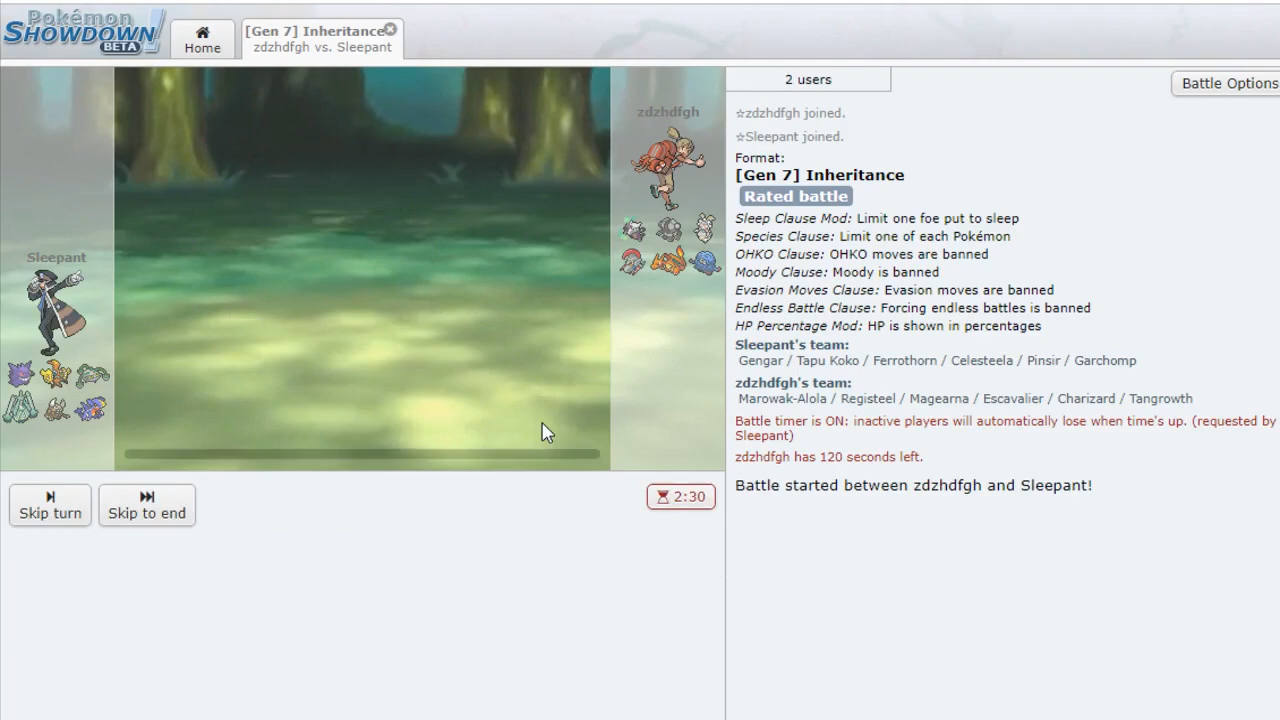 Pokémon
SHOWDOWN!
BETA
Home
[Gen 7] Inheritance
zdzhdfgh vs. Sleepant
2 users
Battle Options
zdzhdfgh
Sleepant
☆zdzhdfgh joined.
☆Sleepant joined.
Format:
[Gen 7] Inheritance
Rated battle
Sleep Clause Mod: Limit one foe put to sleep
Species Clause: Limit one of each Pokémon
OHKO Clause: OHKO moves are banned
Moody Clause: Moody is banned
Evasion Moves Clause: Evasion moves are banned
Endless Battle Clause: Forcing endless battles is banned
HP Percentage Mod: HP is shown in percentages
Sleepant's team:
Gengar / Tapu Koko / Ferrothorn / Celesteela / Pinsir / Garchomp
zdzhdfgh's team:
Marowak-Alola / Registeel / Magearna / Escavalier / Charizard / Tangrowth
Battle timer is ON: inactive players will automatically lose when time's up. (requested by
Sleepant)
zdzhdfgh has 120 seconds left.
Battle started between zdzhdfgh and Sleepant!
Skip turn
Skip to end
2:30